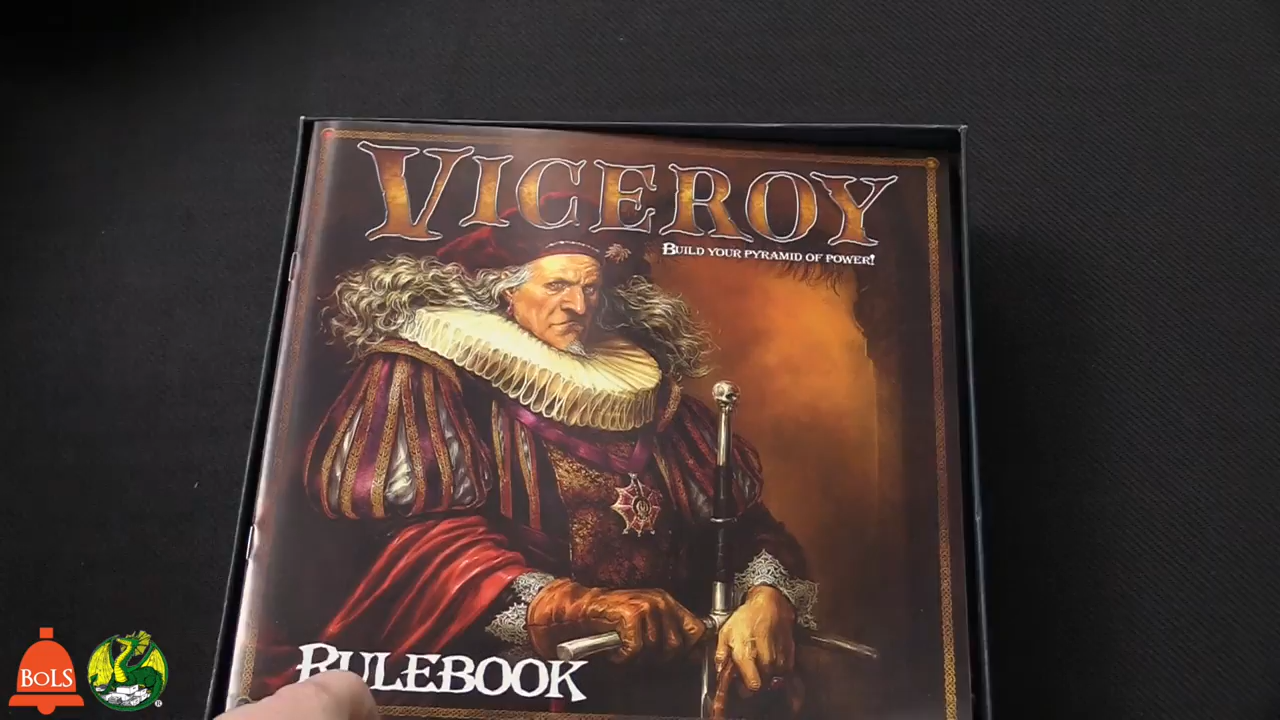 VICEROY
BUILD YOUR PYRAMID OF POWER!
RULEBOOK
BoLS
®